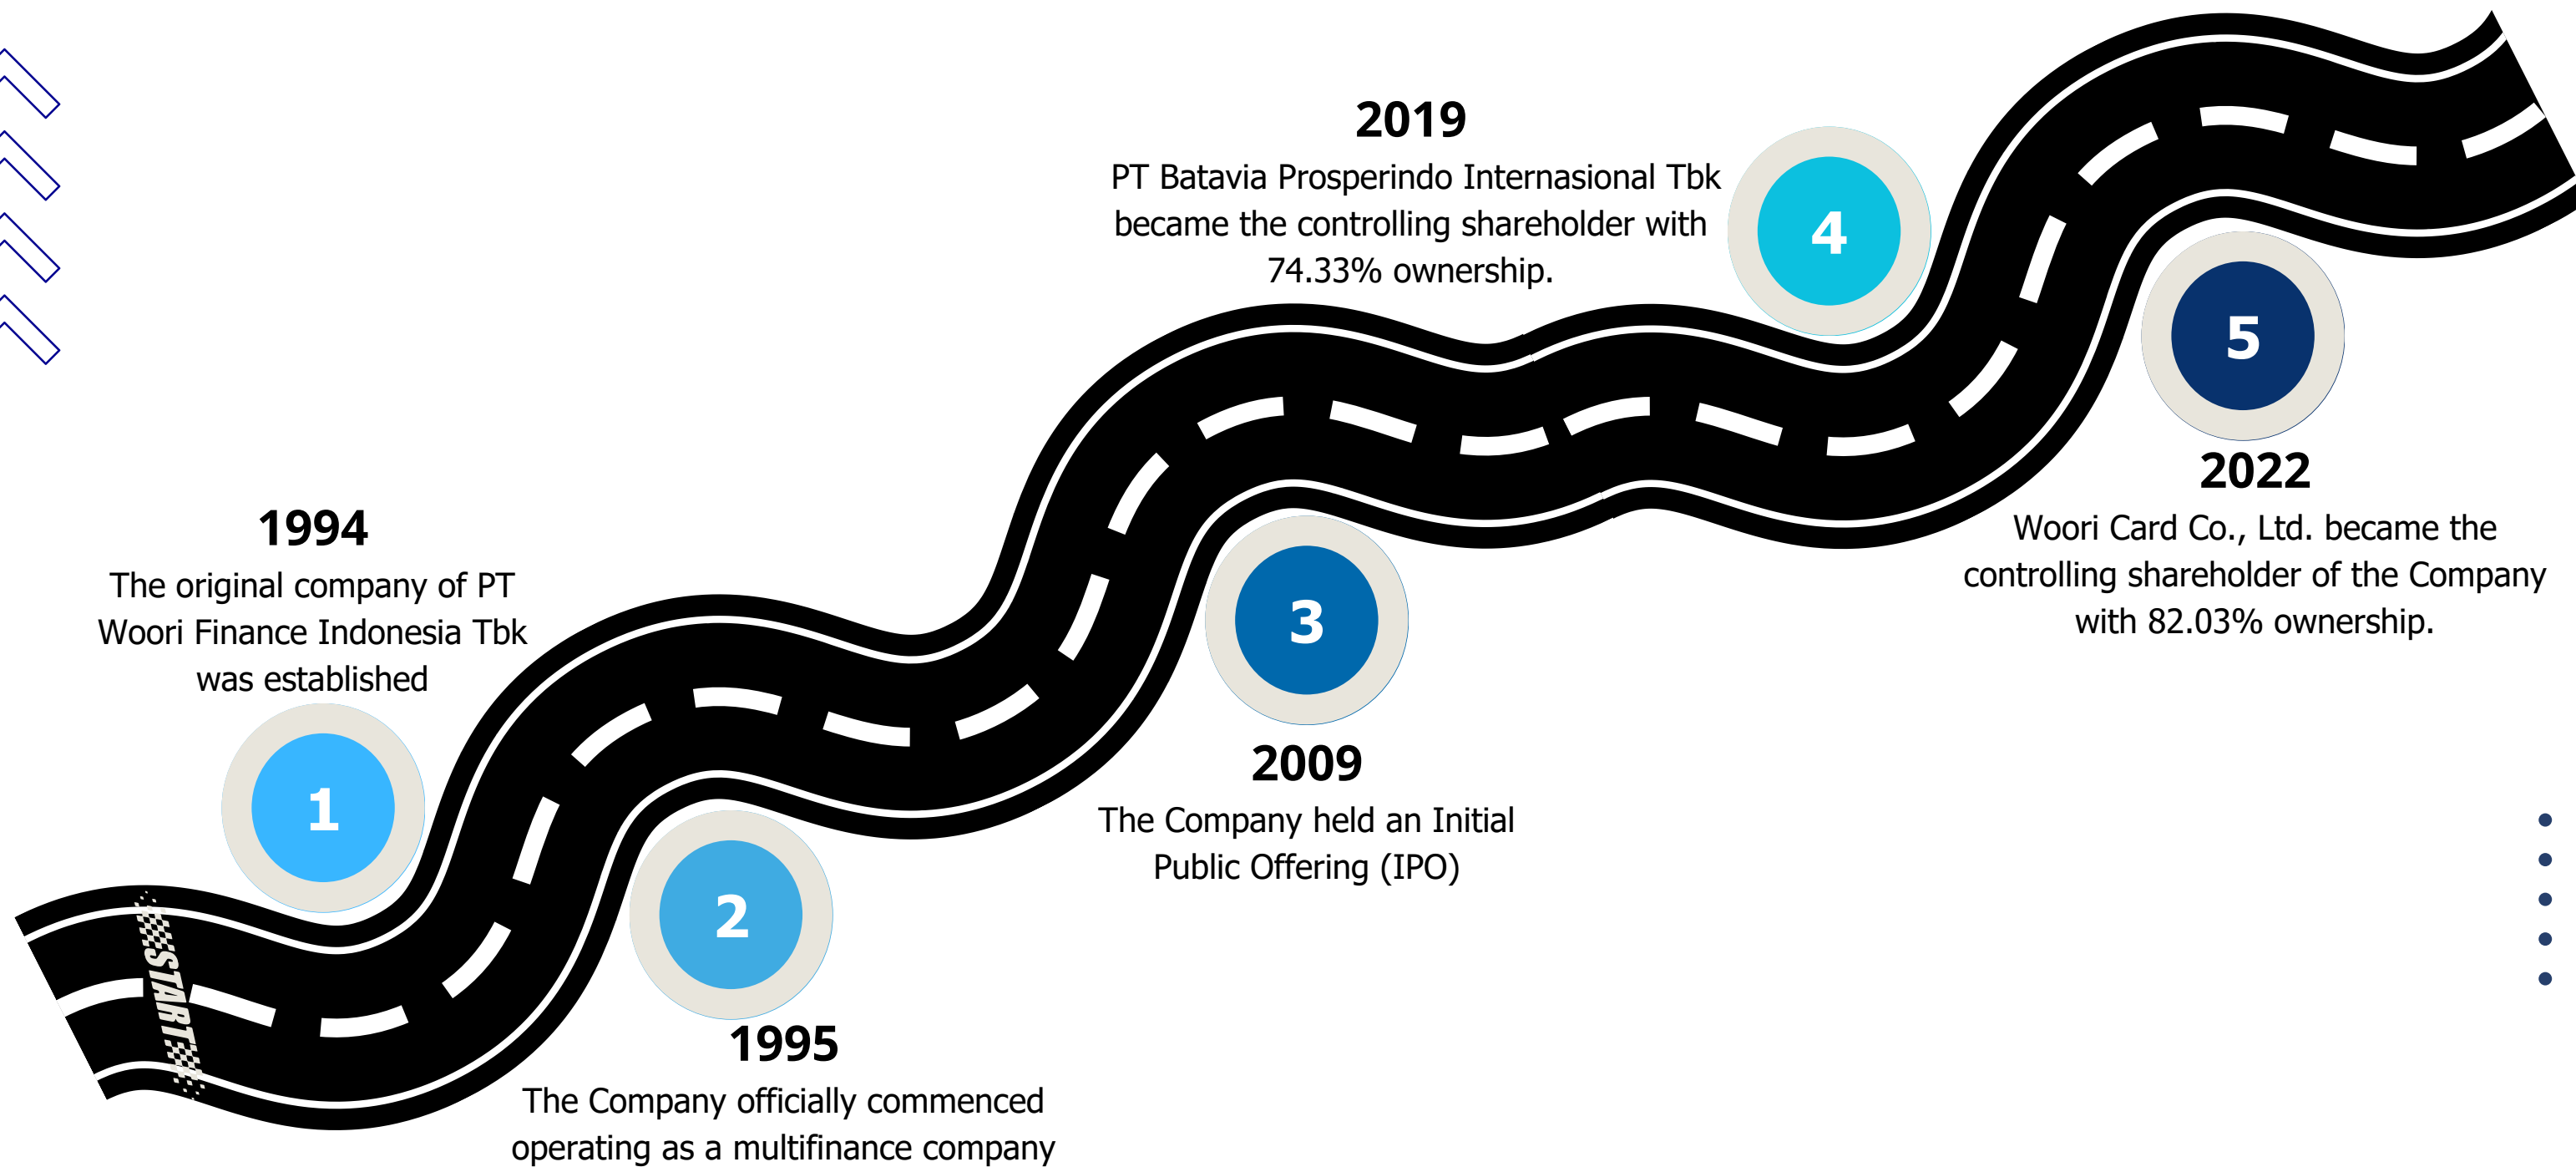 1994
The original company of PT
Woori Finance Indonesia Tbk
was established
1
START
2
1995
The Company officially commenced
operating as a multifinance company
3
2009
The Company held an Initial
Public Offering (IPO)
2019
PT Batavia Prosperindo Internasional Tbk
became the controlling shareholder with
74.33% ownership.
4
5
2022
Woori Card Co., Ltd. became the
controlling shareholder of the Company
with 82.03% ownership.